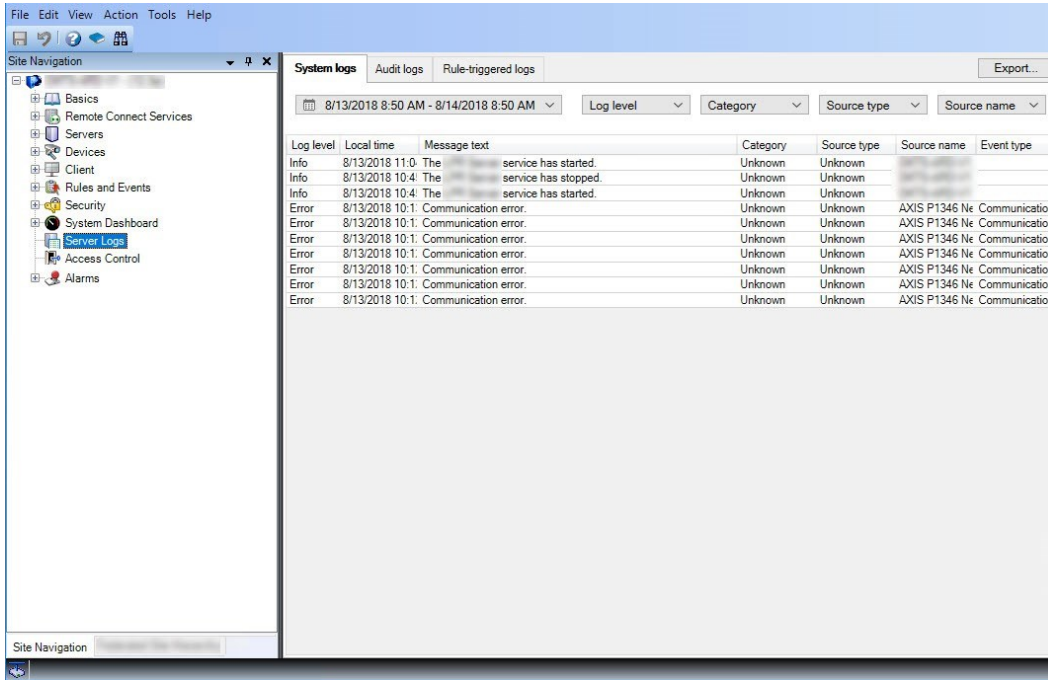 File Edit View Action Tools Help
Site Navigation
Basics
Remote Connect Services
Servers
Devices
Client
Rules and Events
Security
System Dashboard
Server Logs
Access Control
Alarms
Site Navigation
System logs Audit logs Rule-triggered logs Export...
8/13/2018 8:50 AM - 8/14/2018 8:50 AM Log level Category Source type Source name
Log level Local time Message text Category Source type Source name Event type
Info 8/13/2018 11:0 The service has started. Unknown Unknown
Info 8/13/2018 10:4 The service has stopped. Unknown Unknown
Info 8/13/2018 10:4 The service has started. Unknown Unknown
Error 8/13/2018 10:1 Communication error. Unknown Unknown AXIS P1346 Ne Communicatio
Error 8/13/2018 10:1 Communication error. Unknown Unknown AXIS P1346 Ne Communicatio
Error 8/13/2018 10:1 Communication error. Unknown Unknown AXIS P1346 Ne Communicatio
Error 8/13/2018 10:1 Communication error. Unknown Unknown AXIS P1346 Ne Communicatio
Error 8/13/2018 10:1 Communication error. Unknown Unknown AXIS P1346 Ne Communicatio
Error 8/13/2018 10:1 Communication error. Unknown Unknown AXIS P1346 Ne Communicatio
Error 8/13/2018 10:1 Communication error. Unknown Unknown AXIS P1346 Ne Communicatio